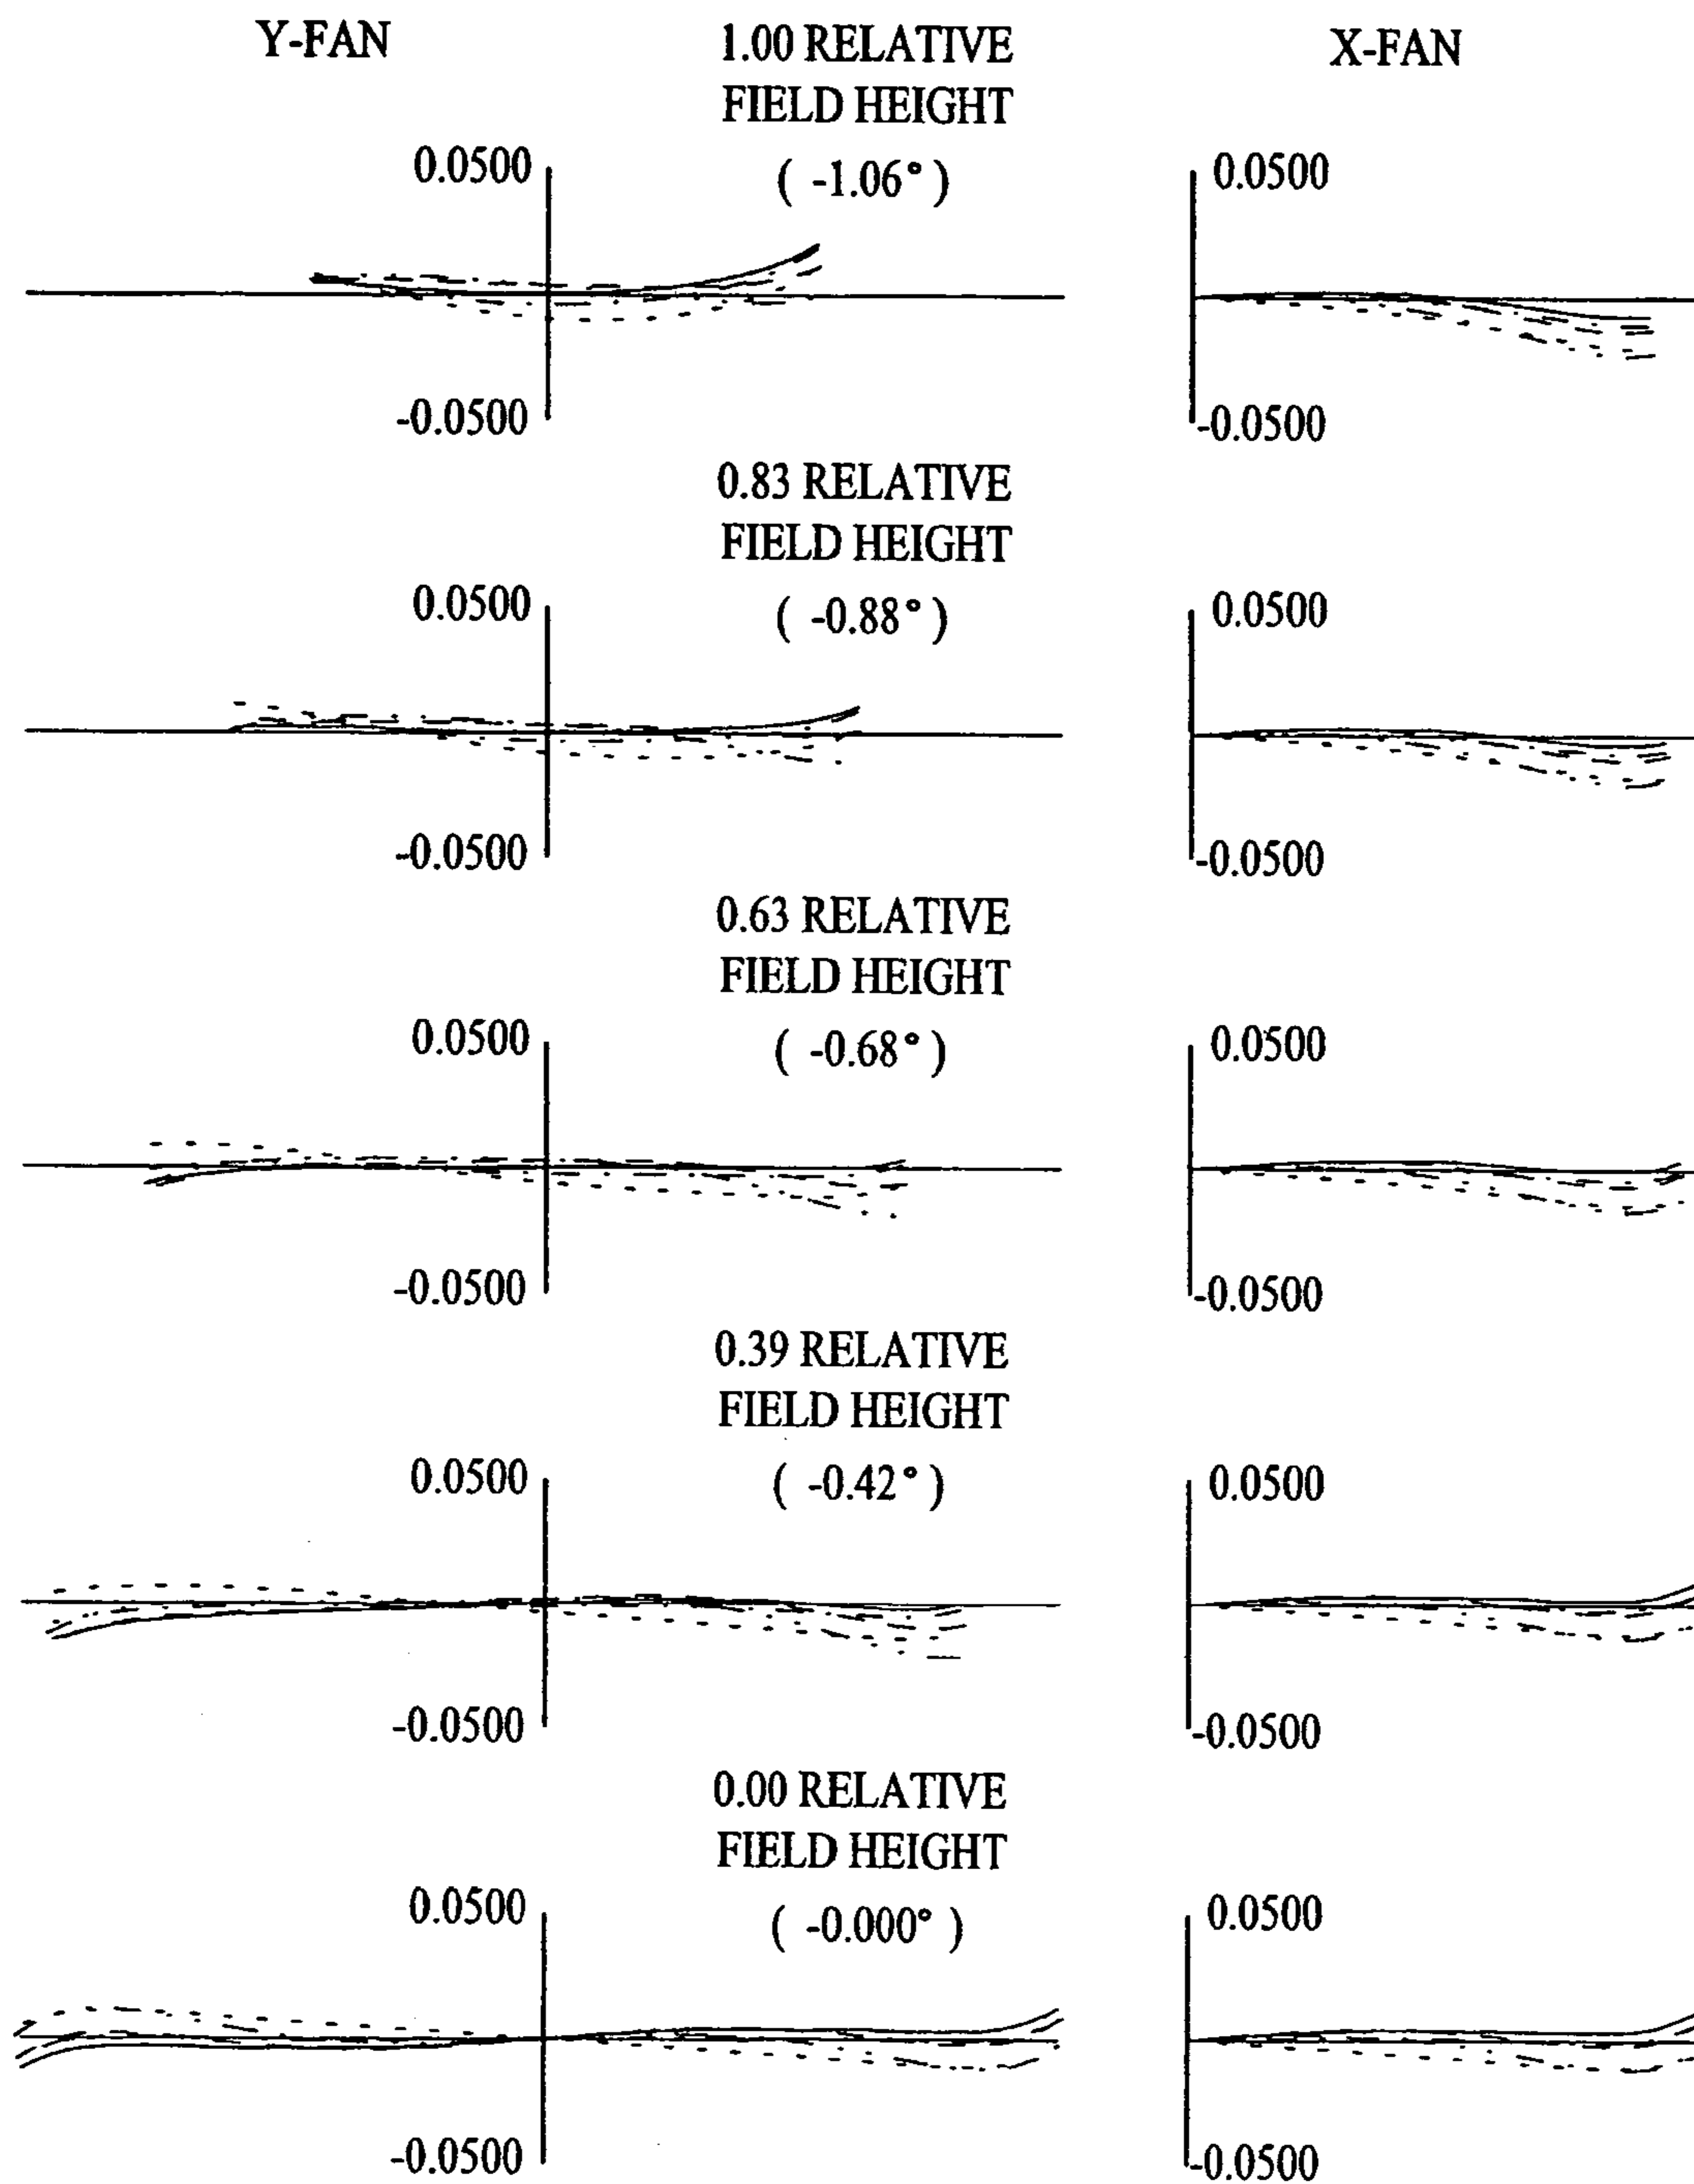 Y-FAN
1.00 RELATIVE
FIELD HEIGHT
( -1.06° )
X-FAN
0.0500
-0.0500
0.0500
-0.0500
0.83 RELATIVE
FIELD HEIGHT
( -0.88° )
0.0500
-0.0500
0.0500
-0.0500
0.63 RELATIVE
FIELD HEIGHT
( -0.68° )
0.0500
-0.0500
0.0500
-0.0500
0.39 RELATIVE
FIELD HEIGHT
( -0.42° )
0.0500
-0.0500
0.0500
-0.0500
0.00 RELATIVE
FIELD HEIGHT
( -0.000° )
0.0500
-0.0500
0.0500
-0.0500